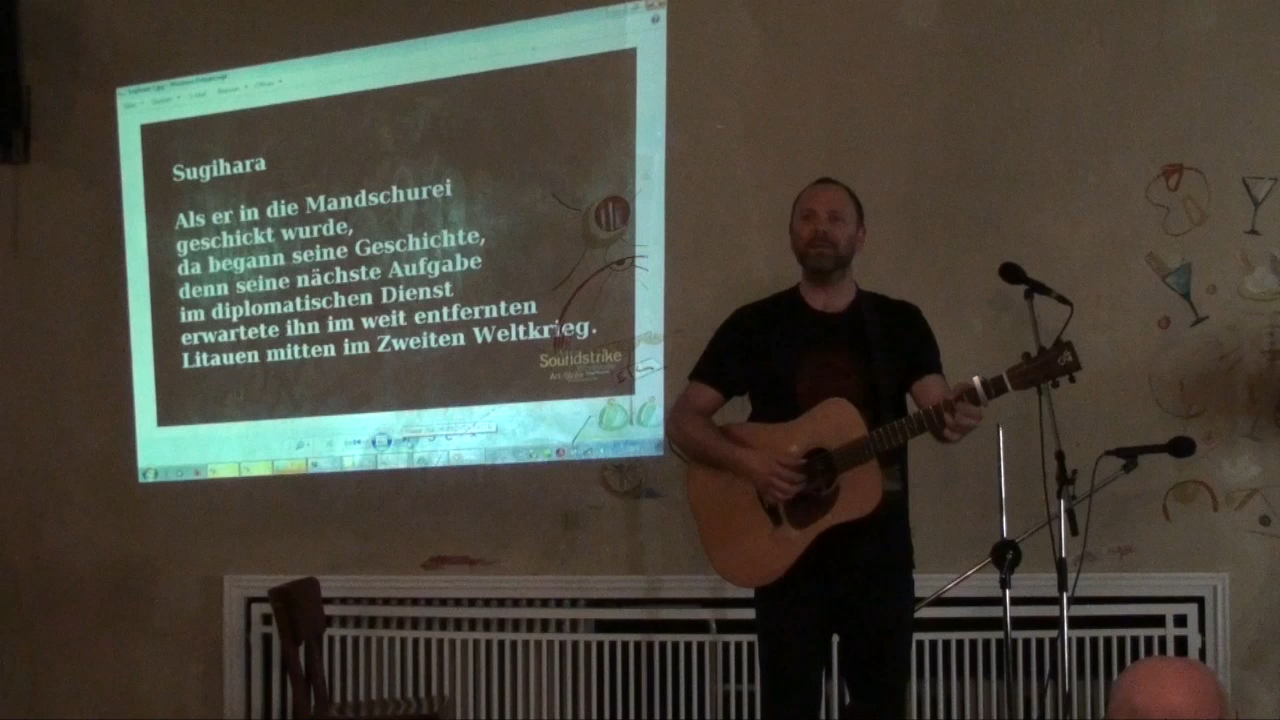 Sugihara
Als er in die Mandschurei
geschickt wurde,
da begann seine Geschichte,
denn seine nächste Aufgabe
im diplomatischen Dienst
erwartete ihn im weit entfernten
Litauen mitten im Zweiten Weltkrieg.
Soundstrike